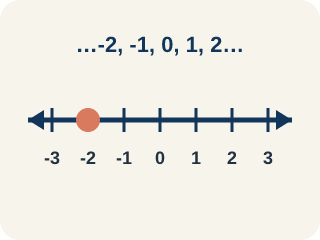 ...-2, -1, 0, 1, 2...
-3 -2 -1 0 1 2 3